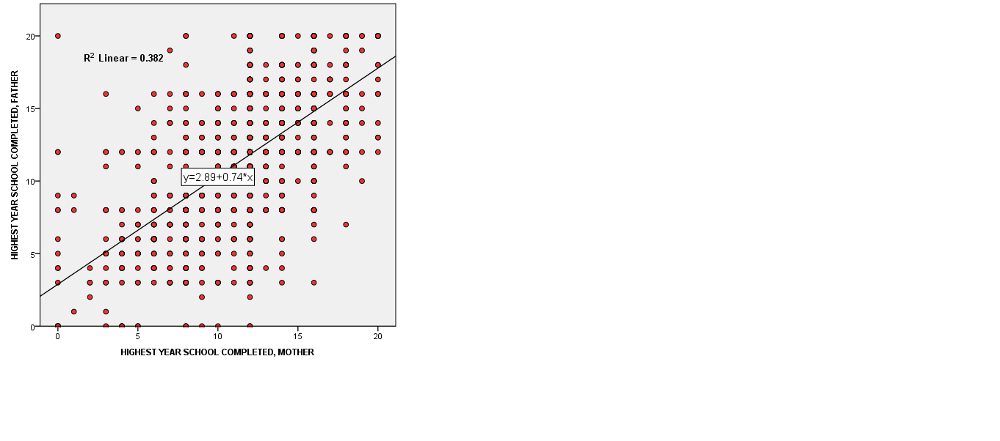 20
R² Linear = 0.382
HIGHEST YEAR SCHOOL COMPLETED, FATHER
15
10
y=2.89+0.74*x
5
0
0 5 10 15 20
HIGHEST YEAR SCHOOL COMPLETED, MOTHER